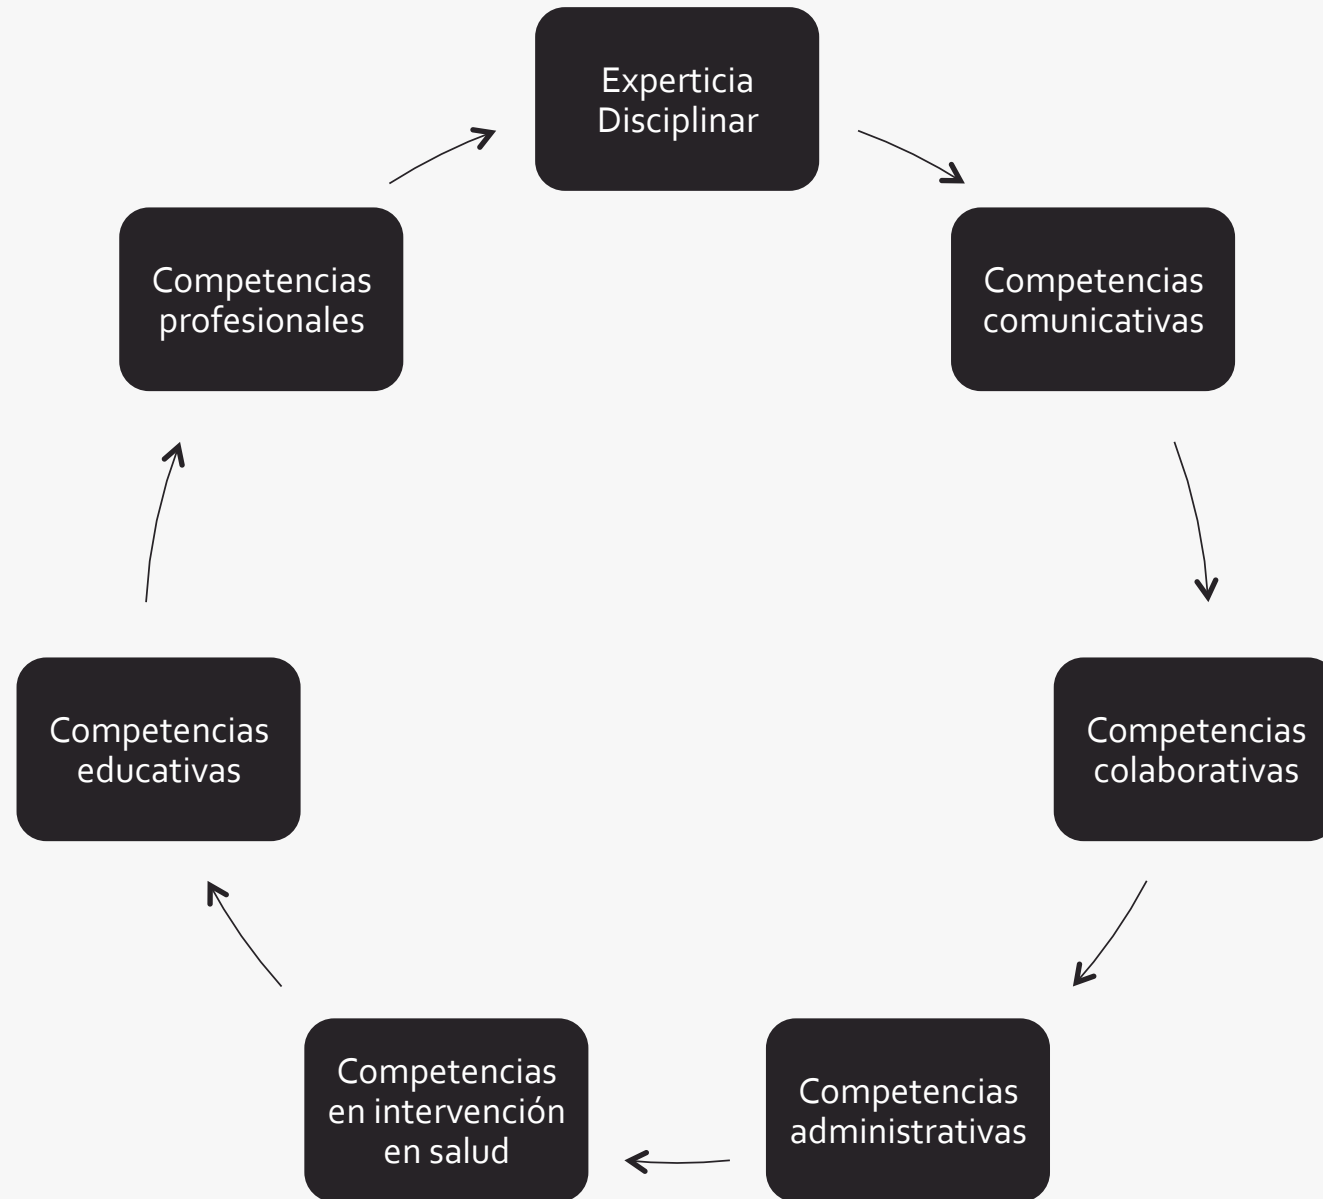 Experticia
Disciplinar
Competencias
comunicativas
Competencias
colaborativas
Competencias
administrativas
Competencias
en intervención
en salud
Competencias
educativas
Competencias
profesionales